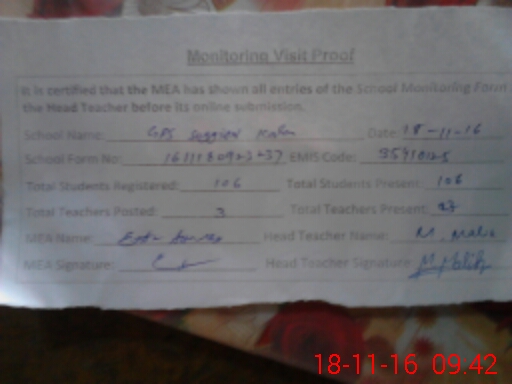 Monitoring Visit Proof
It is certified that the MEA has shown all entries of the School Monitoring Form
the Head Teacher before its online submission.
School Name: GPS Date: 18-11-16
School Form No: EMIS Code:
Total Students Registered: 106 Total Students Present: 106
Total Teachers Posted: 3 Total Teachers Present:
MEA Name: Head Teacher Name: M.
MEA Signature: Head Teacher Signature:
18-11-16 09.42